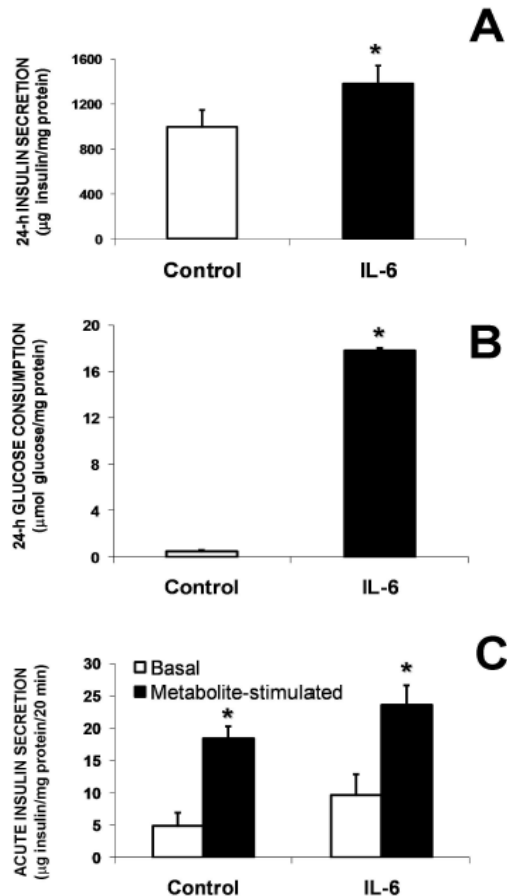 A
24-h INSULIN SECRETION
(µg insulin/mg protein)
1600
1200
800
400
0
*
Control
IL-6
B
24-h GLUCOSE CONSUMPTION
(µmol glucose/mg protein)
20
16
12
8
4
0
*
Control
IL-6
C
ACUTE INSULIN SECRETION
(µg insulin/mg protein/20 min)
30
25
20
15
10
5
0
Basal
Metabolite-stimulated
*
*
Control
IL-6